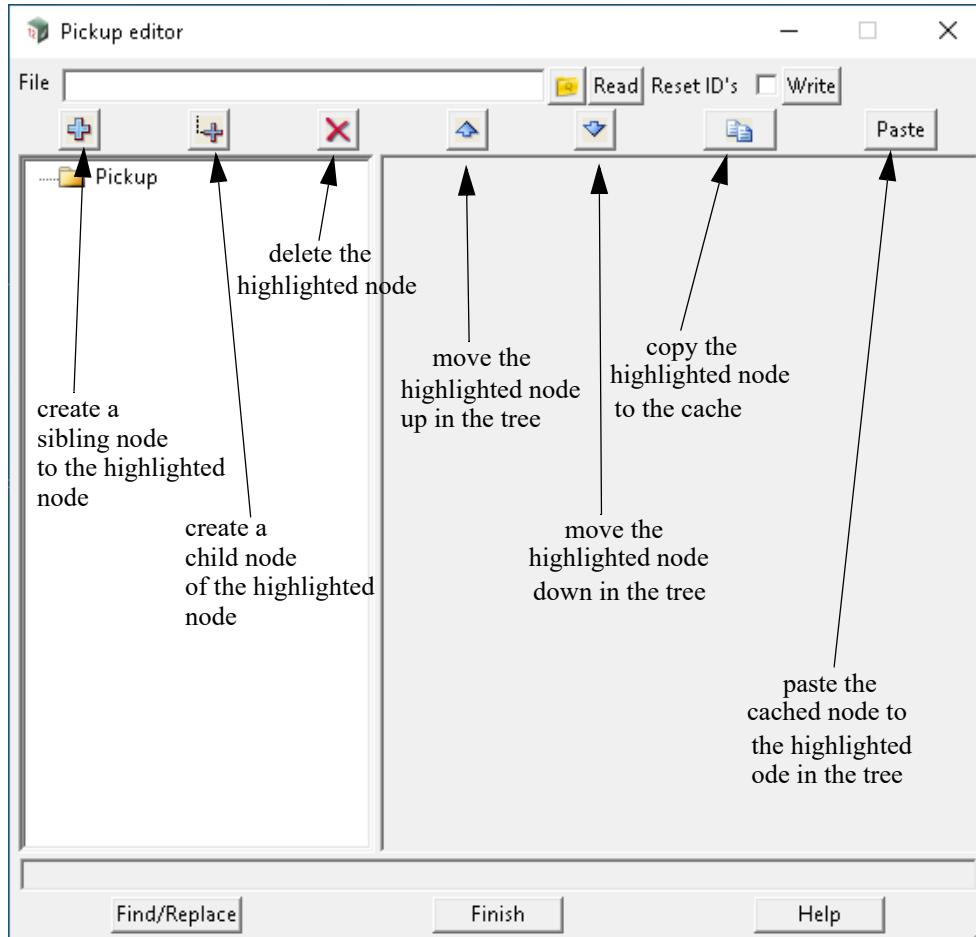 Pickup editor
File Read Reset ID's Write
Paste
Pickup
delete the
highlighted node
move the
highlighted node
up in the tree
copy the
highlighted node
to the cache
create a
sibling node
to the highlighted
node
create a
child node
of the highlighted
node
move the
highlighted node
down in the tree
paste the
cached node to
the highlighted
ode in the tree
Find/Replace Finish Help